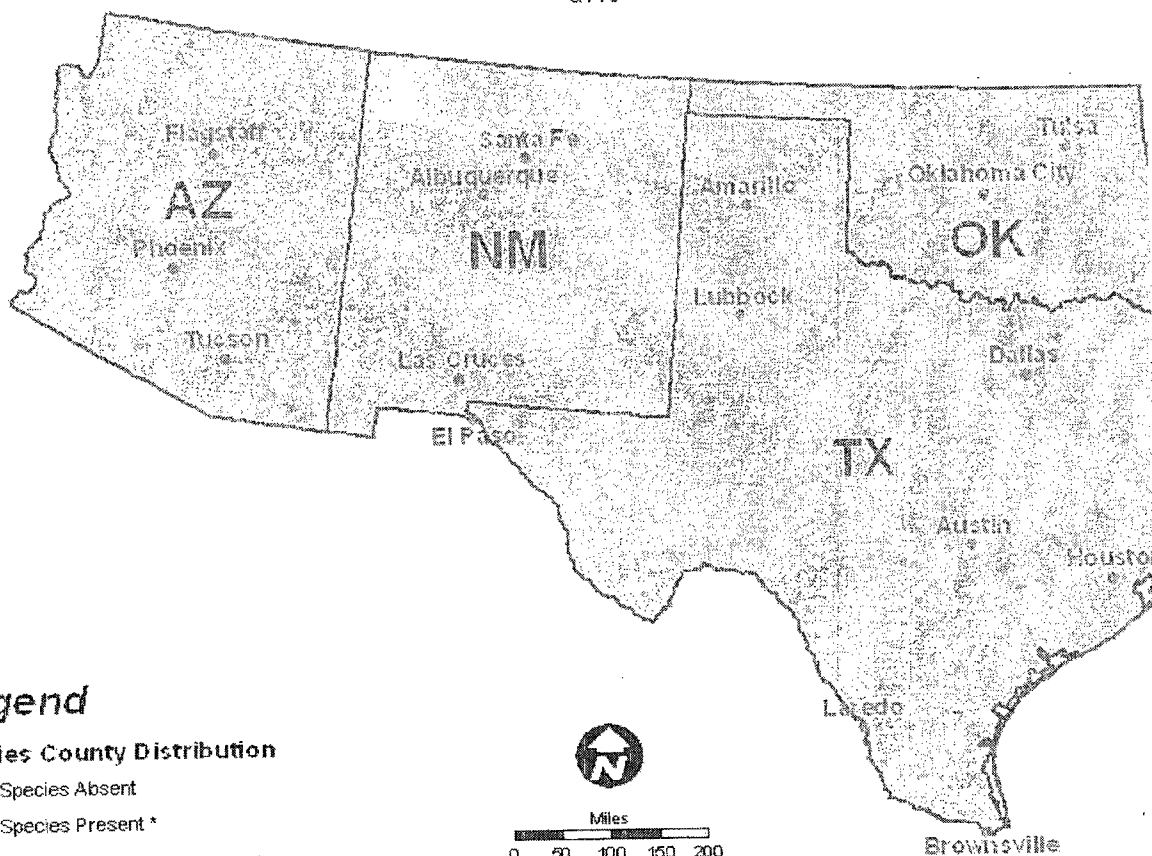 Flagstaff
Santa Fe
Tulsa
Albuquerque
Amarillo
Oklahoma City
AZ
Phoenix
NM
OK
Lubbock
Tucson
Las Cruces
Dallas
El Paso
TX
Austin
Housto
gend
Laredo
ies County Distribution
Species Absent
Species Present *
N
Miles
0 50 100 150 200
Brownsville